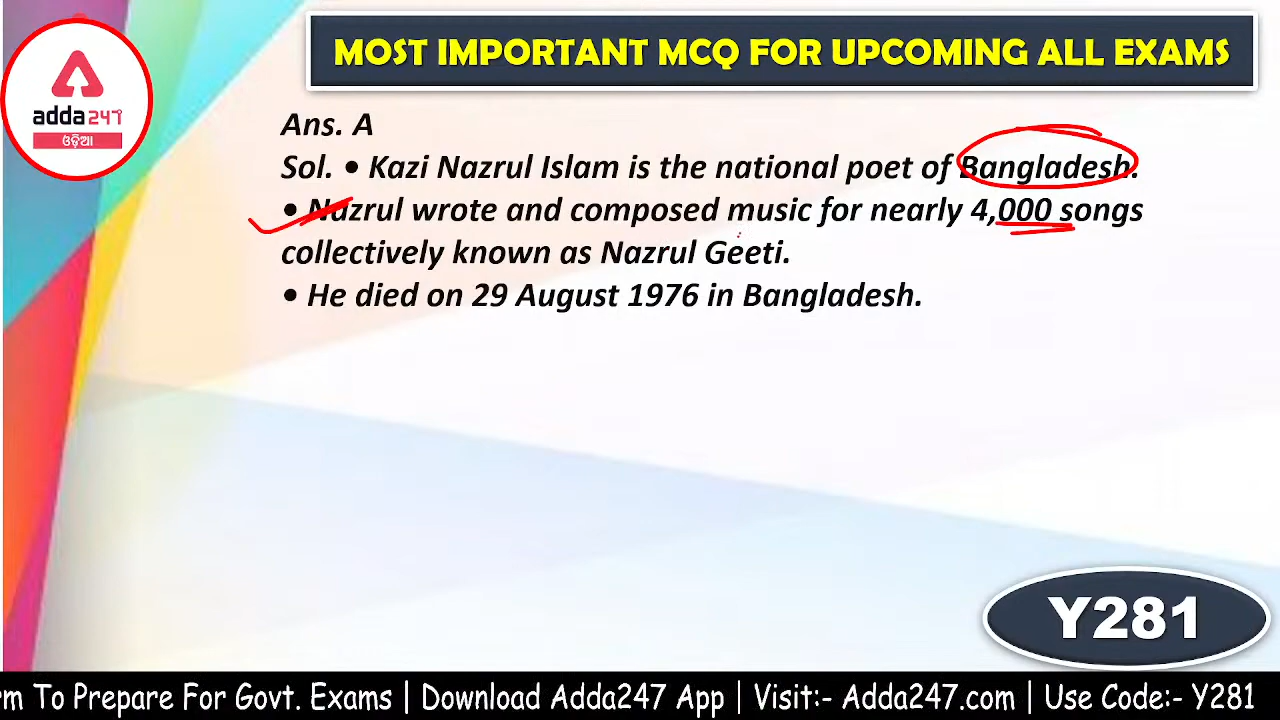 MOST IMPORTANT MCQ FOR UPCOMING ALL EXAMS
adda247
ଓଡ଼ିଆ
Ans. A
Sol. • Kazi Nazrul Islam is the national poet of Bangladesh.
• Nazrul wrote and composed music for nearly 4,000 songs
collectively known as Nazrul Geeti.
• He died on 29 August 1976 in Bangladesh.
Y281
To Prepare For Govt. Exams | Download Adda247 App | Visit:- Adda247.com | Use Code:- Y281